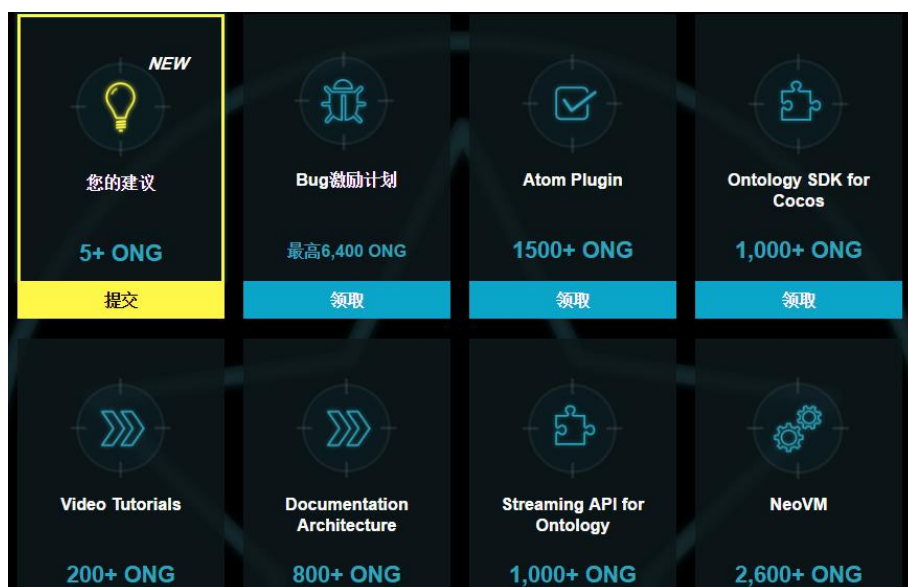 NEW
您的建议
5+ ONG
提交
Bug激励计划
最高6,400 ONG
领取
Atom Plugin
1500+ ONG
领取
Ontology SDK for
Cocos
1,000+ ONG
领取
Video Tutorials
200+ ONG
Documentation
Architecture
800+ ONG
Streaming API for
Ontology
1,000+ ONG
NeoVM
2,600+ ONG